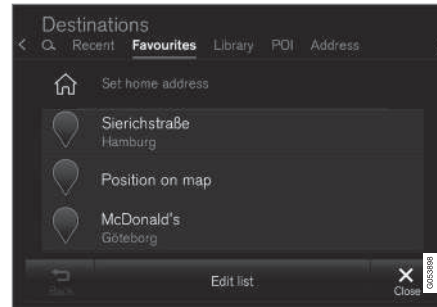 Destinations
Recent Favourites Library POI Address
Set home address
Sierichstraße
Hamburg
Position on map
McDonald's
Göteborg
Back Edit list Close
G053898